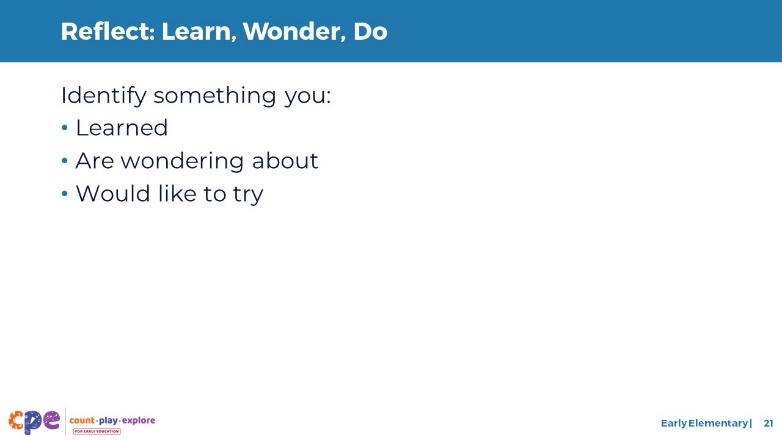 Reflect: Learn, Wonder, Do
Identify something you:
• Learned
• Are wondering about
• Would like to try
cpe
count·play·explore
FOR EARLY EDUCATION
Early Elementary | 21